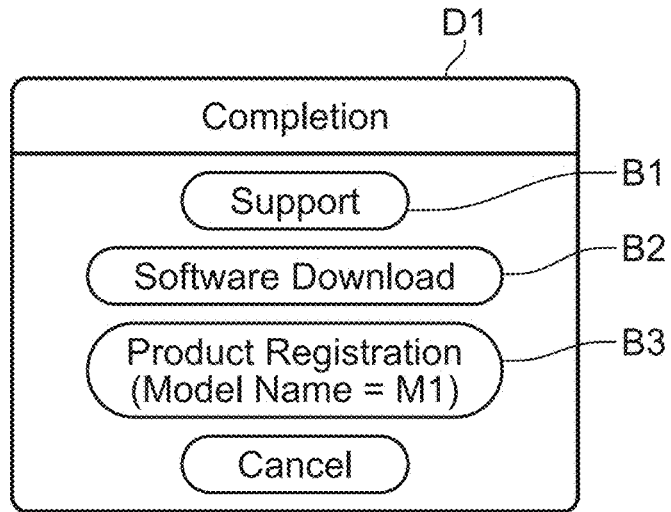 D1
Completion
Support
B1
Software Download
B2
Product Registration
(Model Name = M1)
B3
Cancel